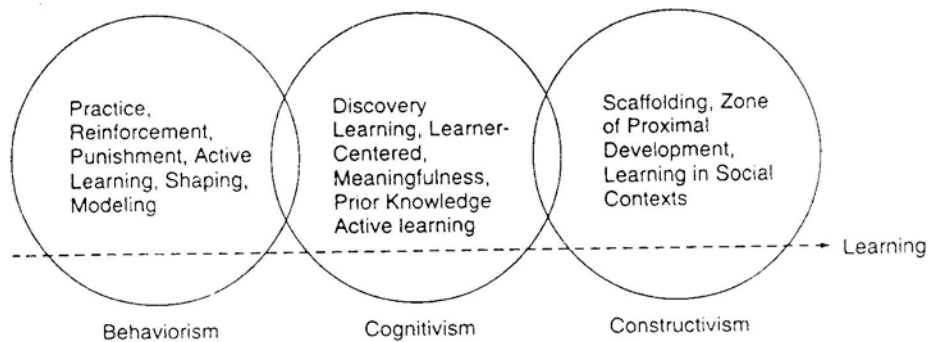 Practice,
Reinforcement,
Punishment, Active
Learning, Shaping,
Modeling
Discovery
Learning, Learner-
Centered,
Meaningfulness,
Prior Knowledge
Active learning
Scaffolding, Zone
of Proximal
Development,
Learning in Social
Contexts
Learning
Behaviorism
Cognitivism
Constructivism